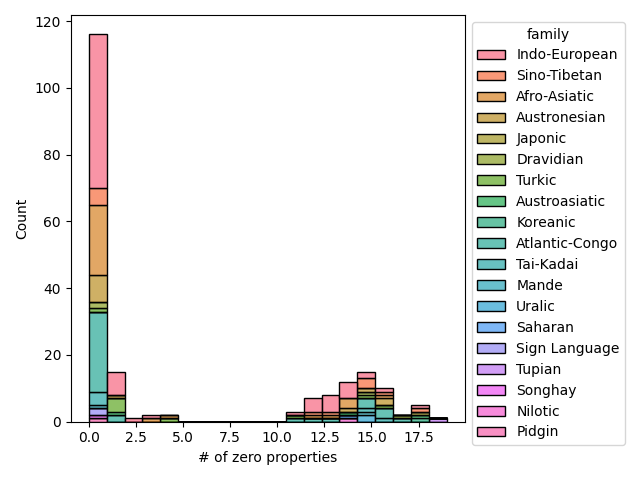 120
100
80
60
40
20
0
Count
0.0 2.5 5.0 7.5 10.0 12.5 15.0 17.5
# of zero properties
family
Indo-European
Sino-Tibetan
Afro-Asiatic
Austronesian
Japonic
Dravidian
Turkic
Austroasiatic
Koreanic
Atlantic-Congo
Tai-Kadai
Mande
Uralic
Saharan
Sign Language
Tupian
Songhay
Nilotic
Pidgin